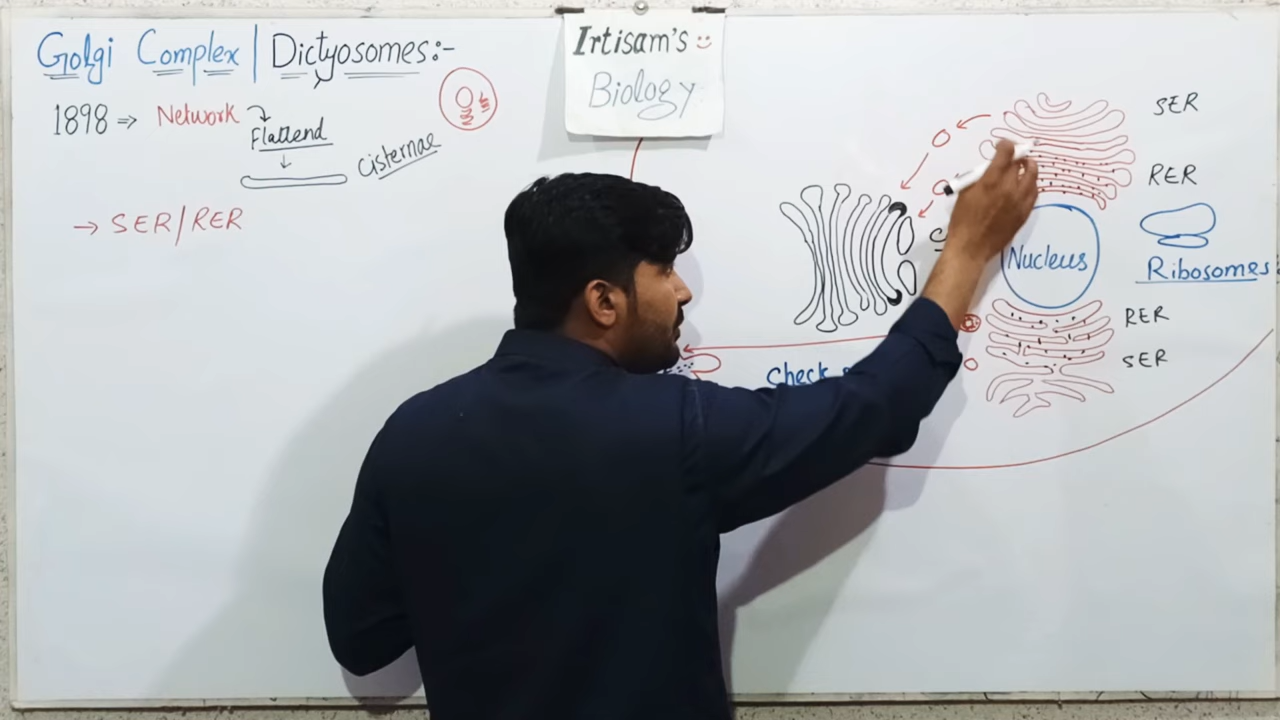 Golgi Complex | Dictyosomes:-
1898 ⇒ Network
Flattend
Cisternae
→ SER/RER
Irtisam's
Biology
SER
RER
Nucleus
Ribosomes
RER
SER
Check